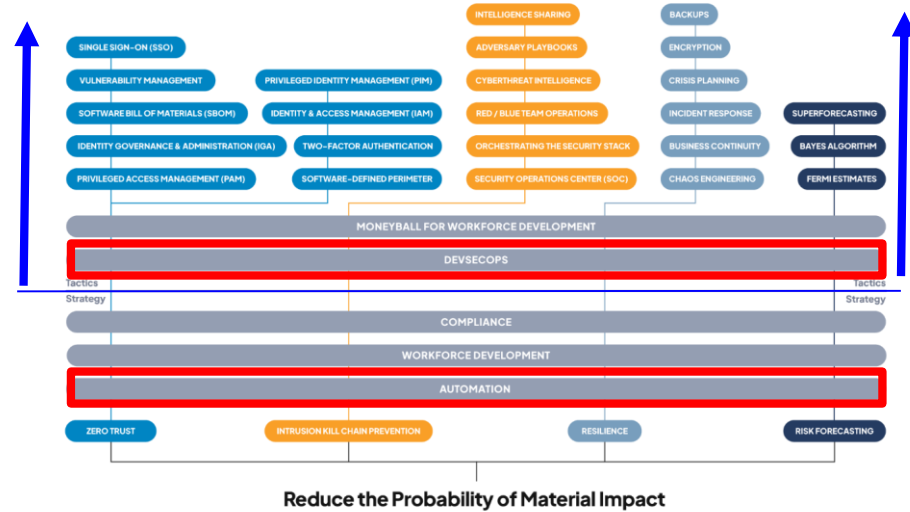 INTELLIGENCE SHARING
BACKUPS
SINGLE SIGN-ON (SSO)
ADVERSARY PLAYBOOKS
ENCRYPTION
VULNERABILITY MANAGEMENT
PRIVILEGED IDENTITY MANAGEMENT (PIM)
CYBERTHREAT INTELLIGENCE
CRISIS PLANNING
SOFTWARE BILL OF MATERIALS (SBOM)
IDENTITY & ACCESS MANAGEMENT (IAM)
RED / BLUE TEAM OPERATIONS
INCIDENT RESPONSE
SUPERFORECASTING
IDENTITY GOVERNANCE & ADMINISTRATION (IGA)
TWO-FACTOR AUTHENTICATION
ORCHESTRATING THE SECURITY STACK
BUSINESS CONTINUITY
BAYES ALGORITHM
PRIVILEGED ACCESS MANAGEMENT (PAM)
SOFTWARE-DEFINED PERIMETER
SECURITY OPERATIONS CENTER (SOC)
CHAOS ENGINEERING
FERMI ESTIMATES
MONEYBALL FOR WORKFORCE DEVELOPMENT
DEVSECOPS
Tactics
Tactics
Strategy
Strategy
COMPLIANCE
WORKFORCE DEVELOPMENT
AUTOMATION
ZERO TRUST
INTRUSION KILL CHAIN PREVENTION
RESILIENCE
RISK FORECASTING
Reduce the Probability of Material Impact